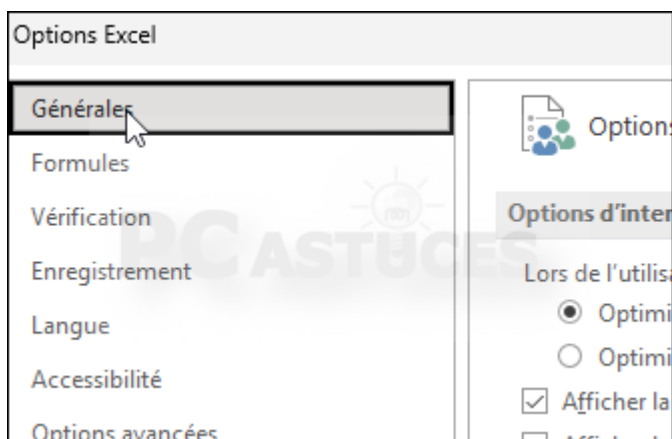 Options Excel
Générales
Formules
Vérification
Enregistrement
Langue
Accessibilité
Options avancées
Options
Options d'inter
Lors de l'utilisa
Optimi
Optimi
Afficher la
PC ASTUCES